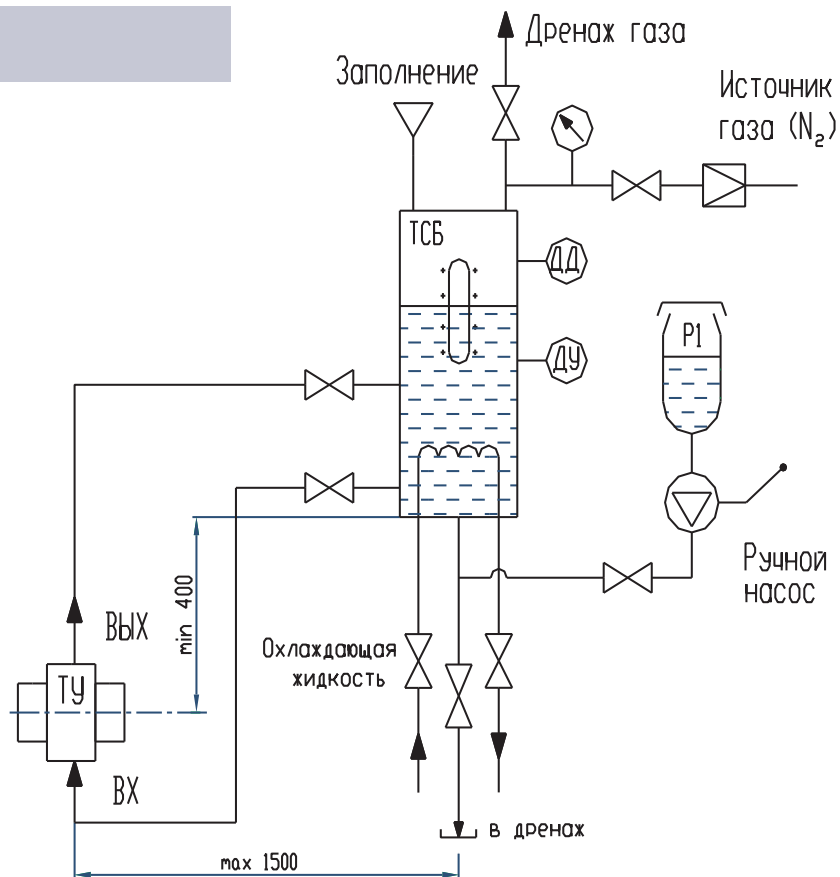 Дренаж газа
Заполнение
Источник
газа (N₂)
ТСБ
ДД
Р1
ДУ
Ручной
насос
min 400
ВЫХ
Охлаждающая
жидкость
ТУ
ВХ
в дренаж
max 1500